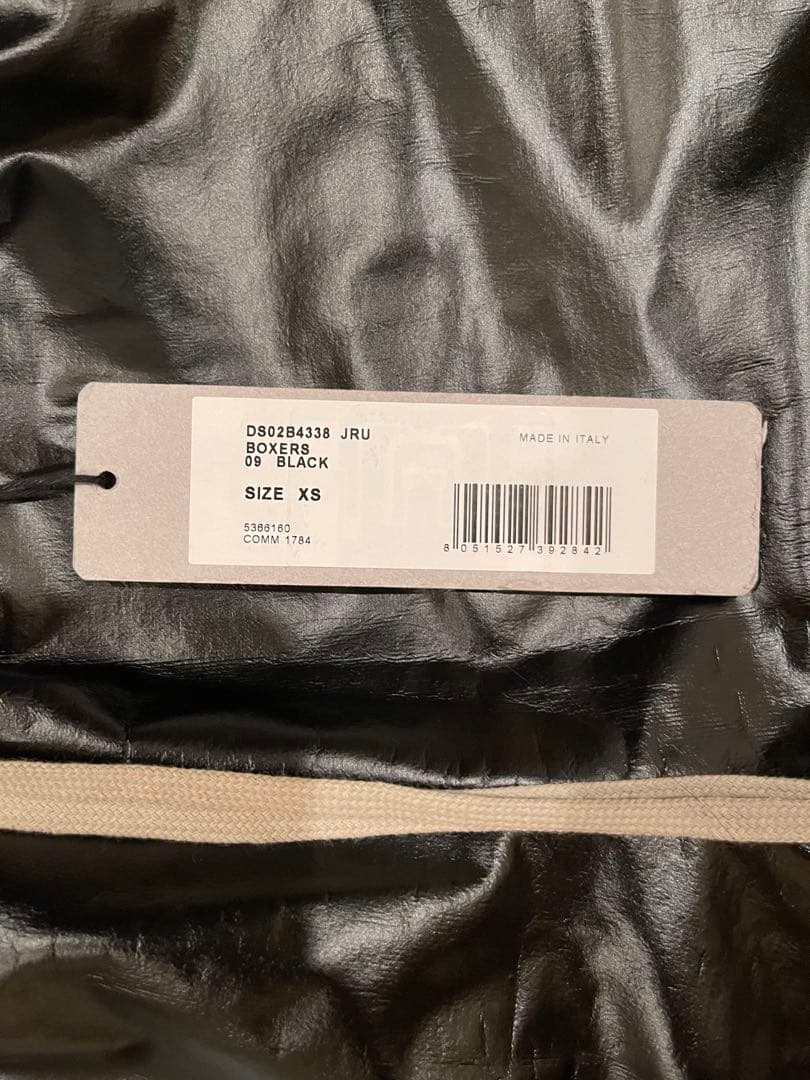 DS02B4338 JRU
BOXERS
09 BLACK
SIZE XS
5366160
COMM 1784
MADE IN ITALY
8 051527 392842